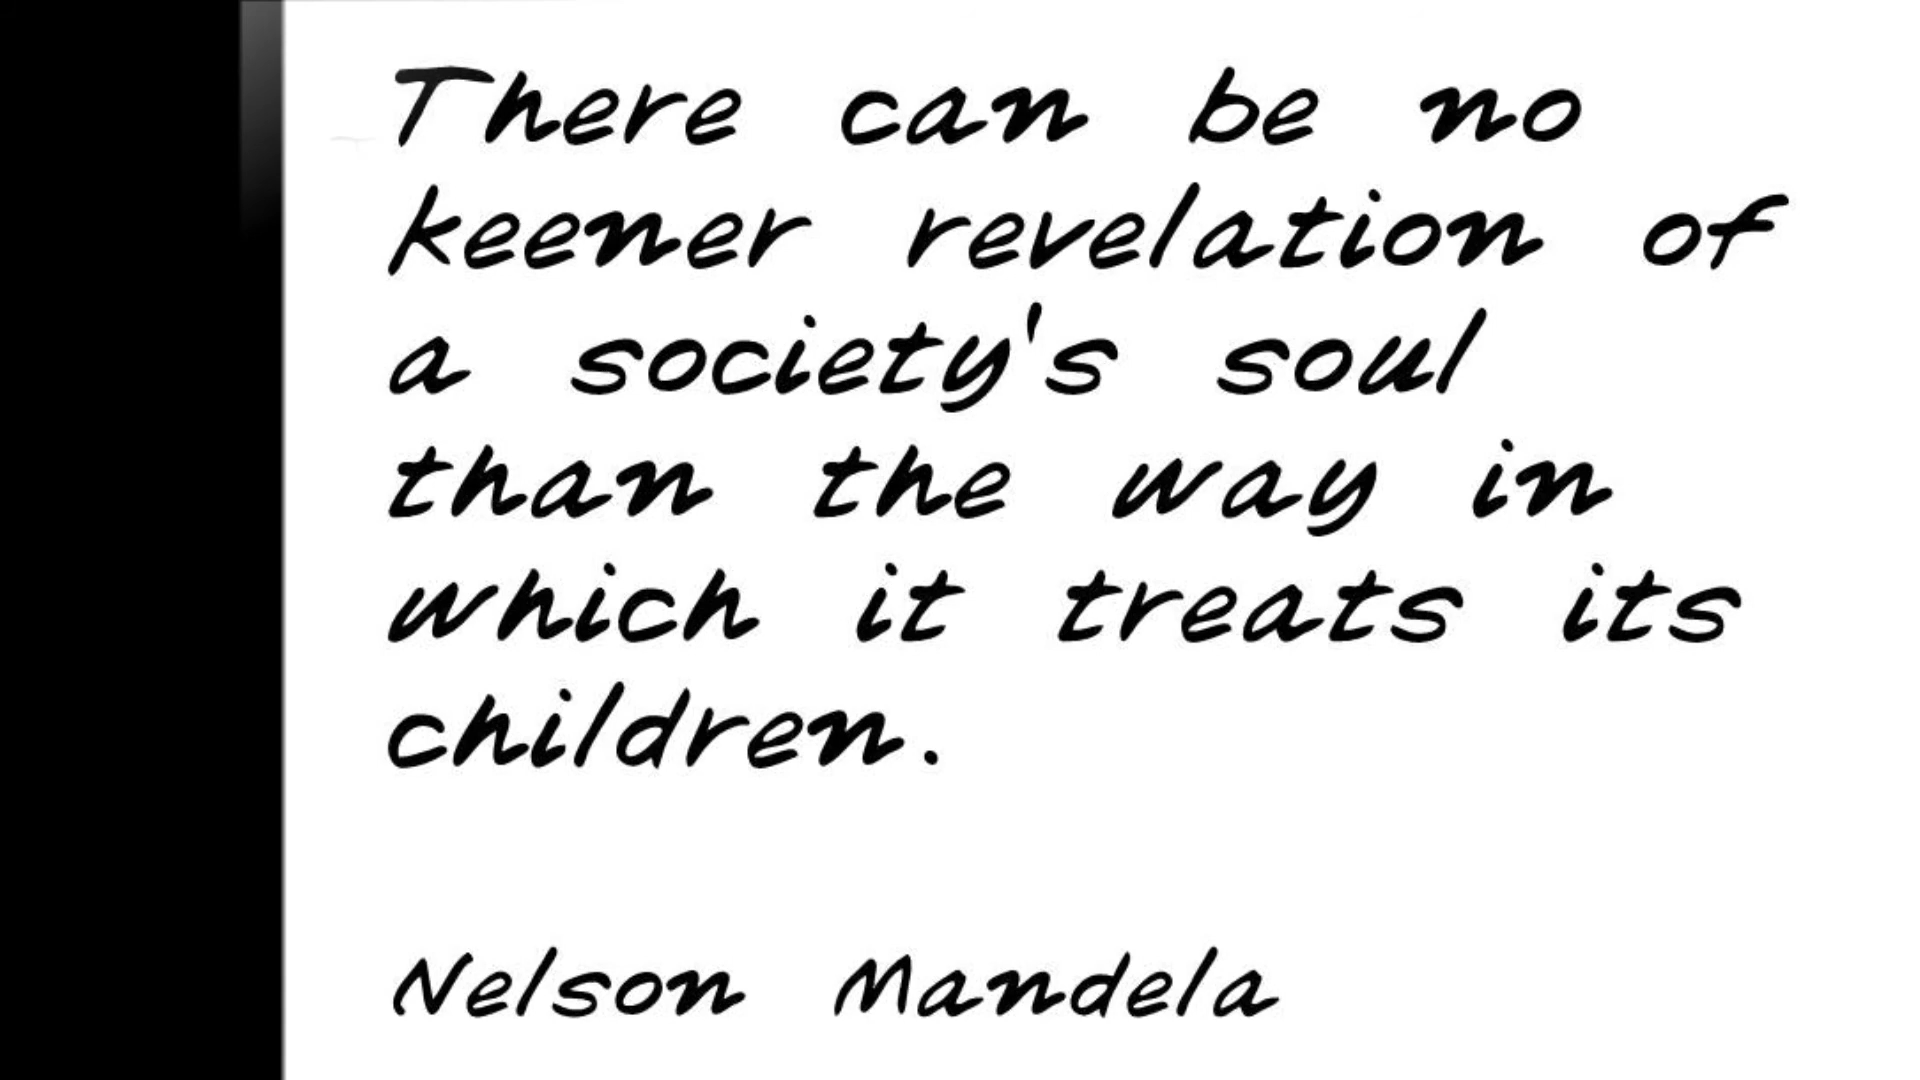 There can be no
keener revelation of
a society's soul
than the way in
which it treats its
children.
Nelson Mandela